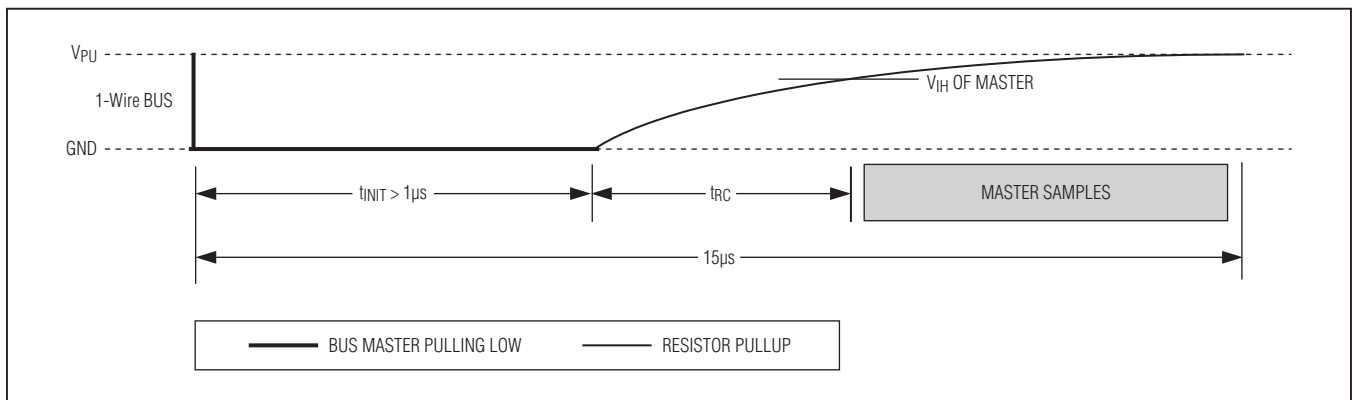 VPU
1-Wire BUS
VIH OF MASTER
GND
tINIT > 1µs
tRC
MASTER SAMPLES
15µs
BUS MASTER PULLING LOW
RESISTOR PULLUP